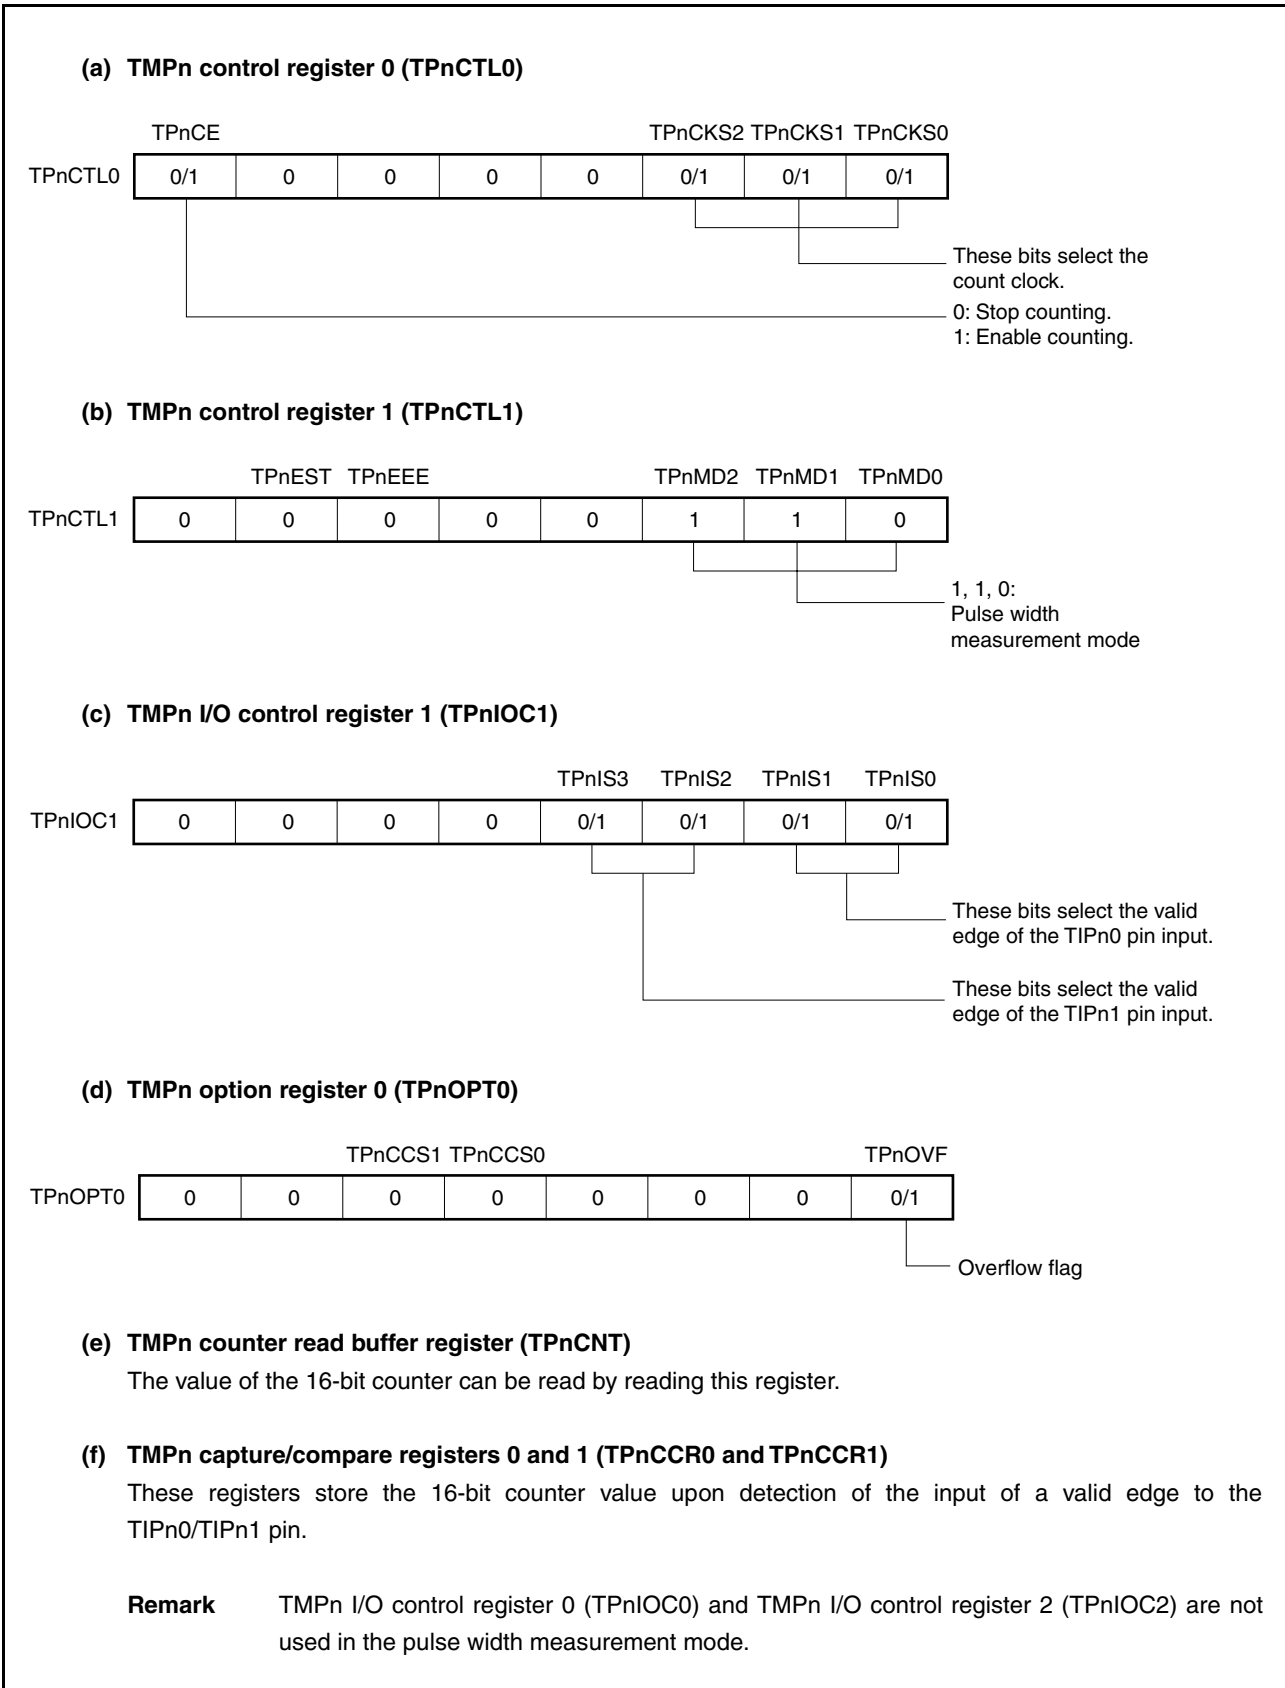 (a) TMPn control register 0 (TPnCTL0)
TPnCE TPnCKS2 TPnCKS1 TPnCKS0
TPnCTL0 0/1 0 0 0 0 0/1 0/1 0/1
These bits select the
count clock.
0: Stop counting.
1: Enable counting.
(b) TMPn control register 1 (TPnCTL1)
TPnEST TPnEEE TPnMD2 TPnMD1 TPnMD0
TPnCTL1 0 0 0 0 0 1 1 0
1, 1, 0:
Pulse width
measurement mode
(c) TMPn I/O control register 1 (TPnIOC1)
TPnIS3 TPnIS2 TPnIS1 TPnIS0
TPnIOC1 0 0 0 0 0/1 0/1 0/1 0/1
These bits select the valid
edge of the TIPn0 pin input.
These bits select the valid
edge of the TIPn1 pin input.
(d) TMPn option register 0 (TPnOPT0)
TPnCCS1 TPnCCS0 TPnOVF
TPnOPT0 0 0 0 0 0 0 0 0/1
Overflow flag
(e) TMPn counter read buffer register (TPnCNT)
The value of the 16-bit counter can be read by reading this register.
(f) TMPn capture/compare registers 0 and 1 (TPnCCR0 and TPnCCR1)
These registers store the 16-bit counter value upon detection of the input of a valid edge to the
TIPn0/TIPn1 pin.
Remark TMPn I/O control register 0 (TPnIOC0) and TMPn I/O control register 2 (TPnIOC2) are not
used in the pulse width measurement mode.